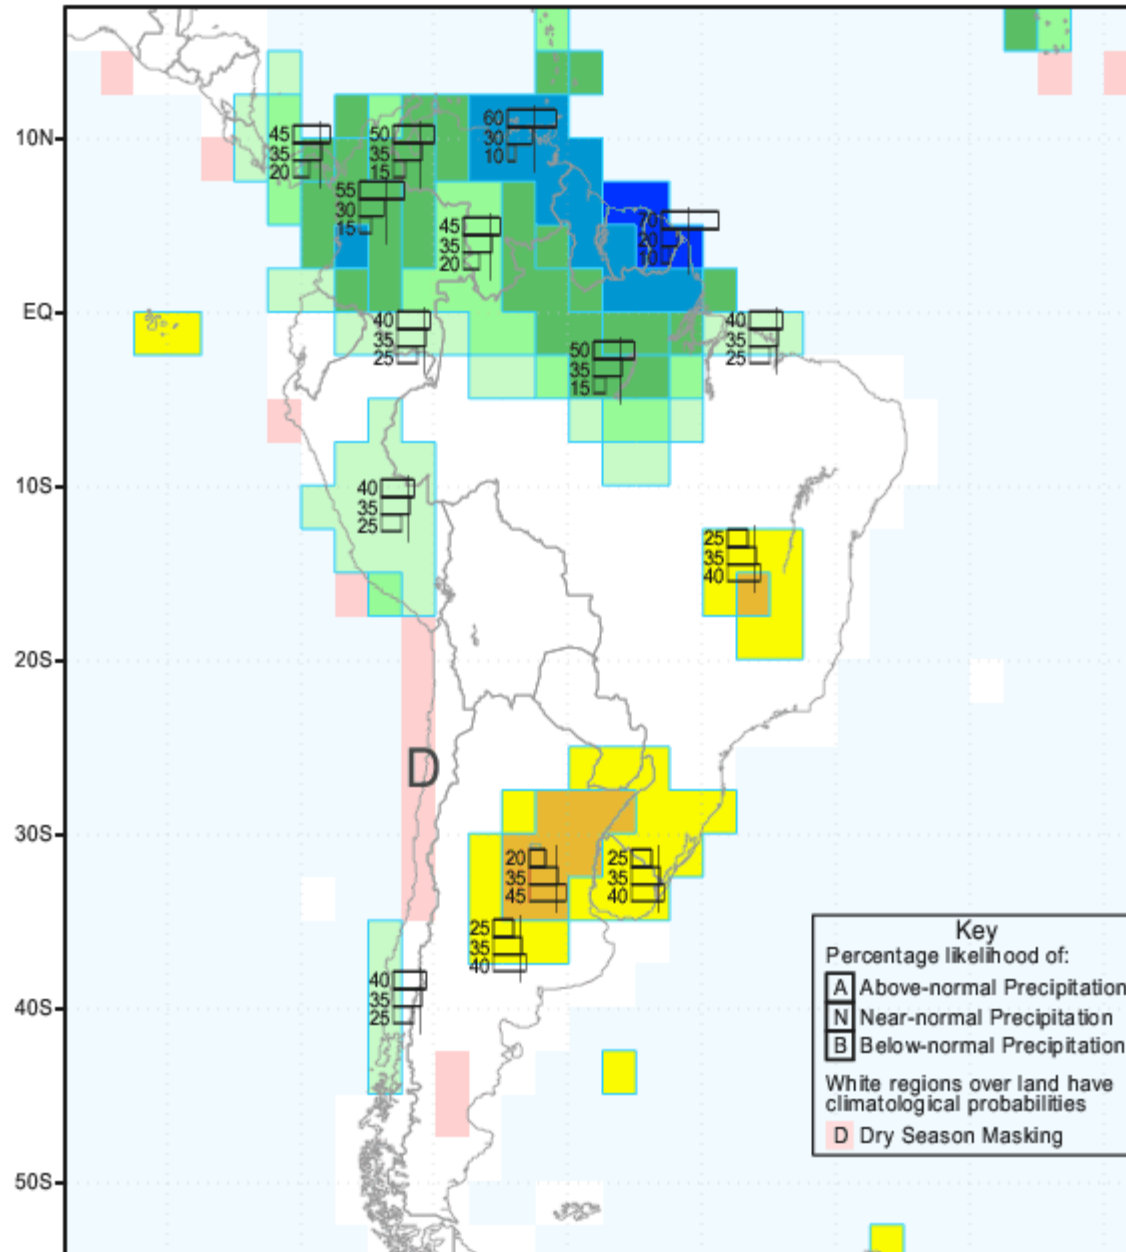 60
30
10
45
35
20
50
35
15
10N
55
30
15
70
20
10
45
35
20
EQ
40
35
25
40
35
25
50
35
15
10S
40
35
25
25
35
40
20S
D
30S
20
35
45
25
35
40
25
35
40
40S
40
35
25
50S
Key
Percentage likelihood of:
A Above-normal Precipitation
N Near-normal Precipitation
B Below-normal Precipitation
White regions over land have
climatological probabilities
D Dry Season Masking